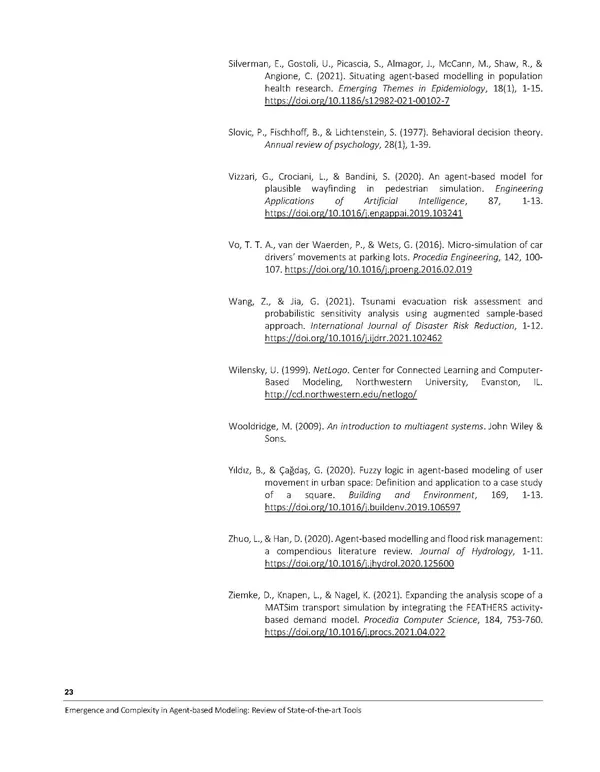 Silverman, E., Gostoli, U., Picascia, S., Almagor, J., McCann, M., Shaw, R., &
Angione, C. (2021). Situating agent-based modelling in population
health research. Emerging Themes in Epidemiology, 18(1), 1-15.
https://doi.org/10.1186/s12982-021-00102-7
Slovic, P., Fischhoff, B., & Lichtenstein, S. (1977). Behavioral decision theory.
Annual review of psychology, 28(1), 1-39.
Vizzari, G., Crociani, L., & Bandini, S. (2020). An agent-based model for
plausible wayfinding in pedestrian simulation. Engineering
Applications of Artificial Intelligence, 87, 1-13.
https://doi.org/10.1016/j.engappai.2019.103241
Vo, T. T. A., van der Waerden, P., & Wets, G. (2016). Micro-simulation of car
drivers' movements at parking lots. Procedia Engineering, 142, 100-
107. https://doi.org/10.1016/j.proeng.2016.02.019
Wang, Z., & Jia, G. (2021). Tsunami evacuation risk assessment and
probabilistic sensitivity analysis using augmented sample-based
approach. International Journal of Disaster Risk Reduction, 1-12.
https://doi.org/10.1016/j.ijdrr.2021.102462
Wilensky, U. (1999). NetLogo. Center for Connected Learning and Computer-
Based Modeling, Northwestern University, Evanston, IL.
http://ccl.northwestern.edu/netlogo/
Wooldridge, M. (2009). An introduction to multiagent systems. John Wiley &
Sons.
Yıldız, B., & Çağdaş, G. (2020). Fuzzy logic in agent-based modeling of user
movement in urban space: Definition and application to a case study
of a square. Building and Environment, 169, 1-13.
https://doi.org/10.1016/j.buildenv.2019.106597
Zhuo, L., & Han, D. (2020). Agent-based modelling and flood risk management:
a compendious literature review. Journal of Hydrology, 1-11.
https://doi.org/10.1016/j.jhydrol.2020.125600
Ziemke, D., Knapen, L., & Nagel, K. (2021). Expanding the analysis scope of a
MATSim transport simulation by integrating the FEATHERS activity-
based demand model. Procedia Computer Science, 184, 753-760.
https://doi.org/10.1016/j.procs.2021.04.022
23
Emergence and Complexity in Agent-based Modeling: Review of State-of-the-art Tools